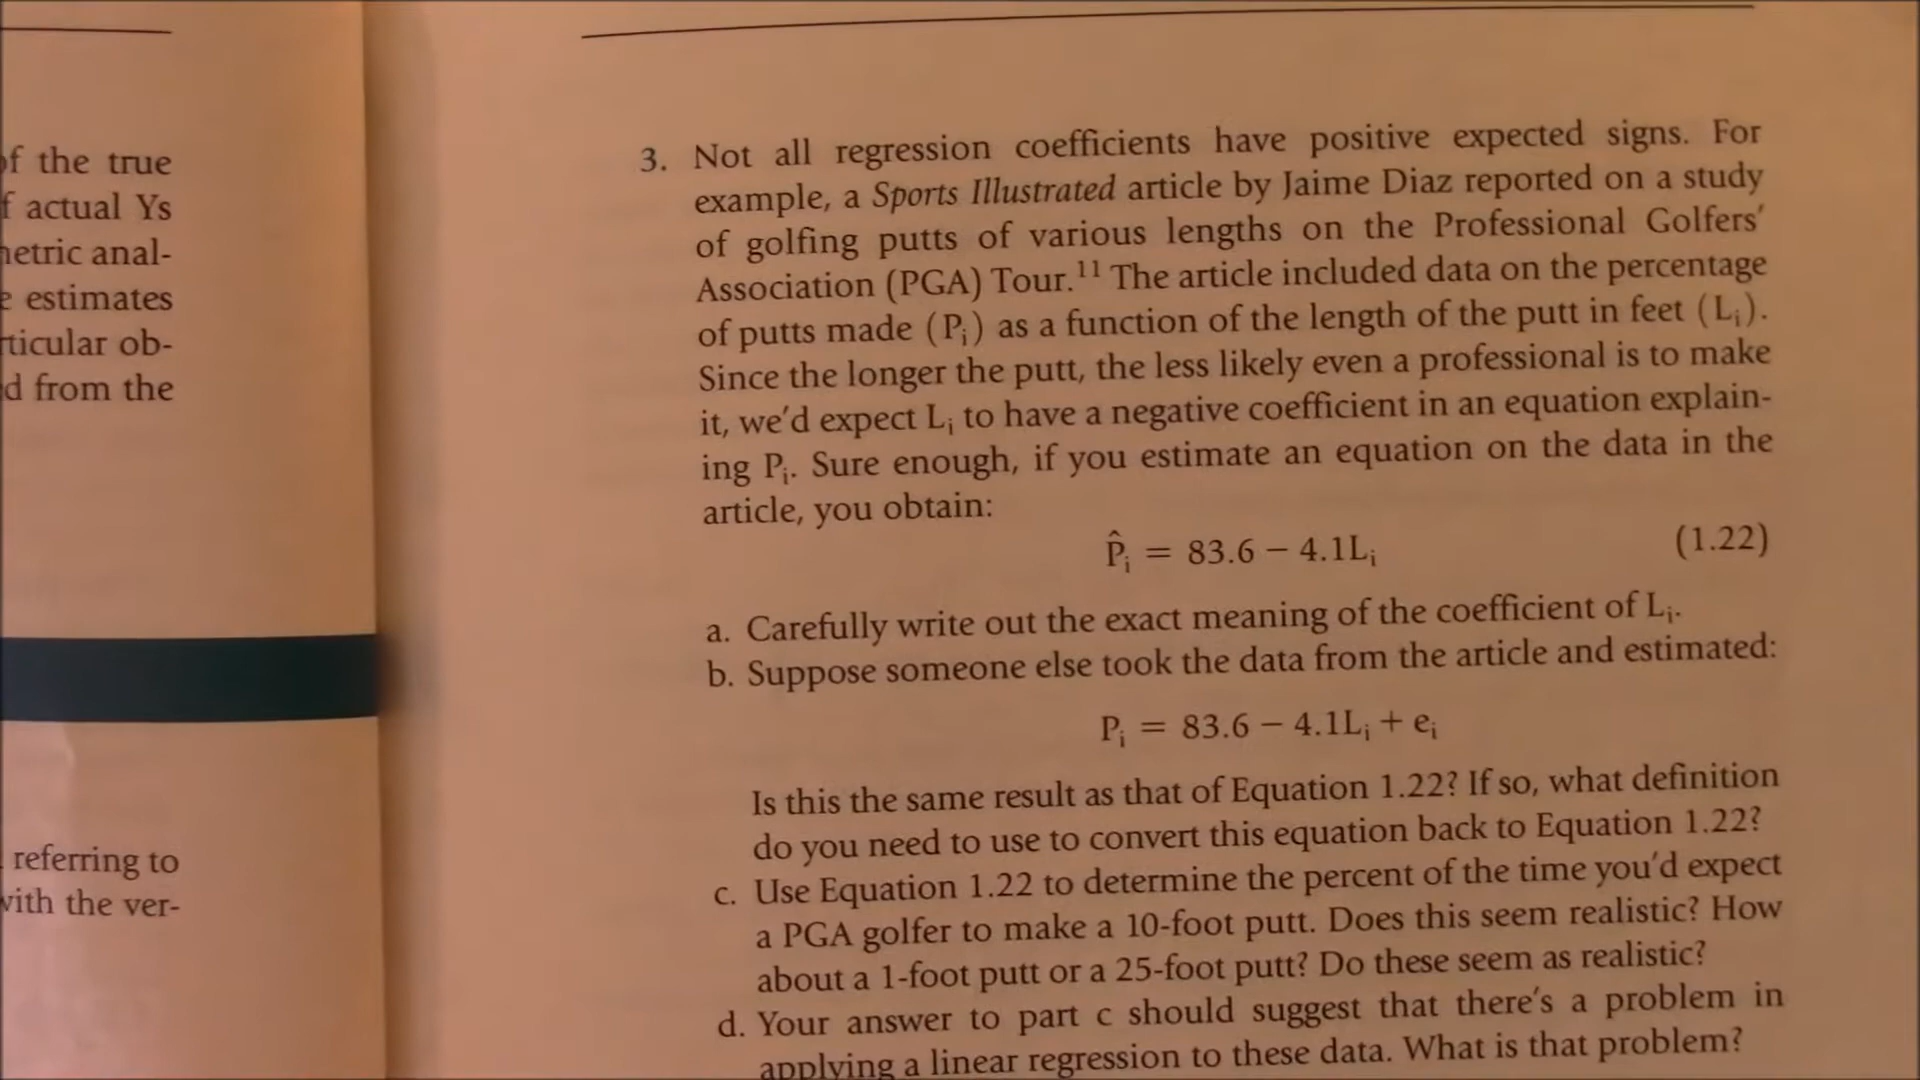 of the true
f actual Ys
metric anal-
e estimates
rticular ob-
d from the
referring to
with the ver-
3. Not all regression coefficients have positive expected signs. For
example, a Sports Illustrated article by Jaime Diaz reported on a study
of golfing putts of various lengths on the Professional Golfers'
Association (PGA) Tour.¹¹ The article included data on the percentage
of putts made (Pᵢ) as a function of the length of the putt in feet (Lᵢ).
Since the longer the putt, the less likely even a professional is to make
it, we'd expect Lᵢ to have a negative coefficient in an equation explain-
ing Pᵢ. Sure enough, if you estimate an equation on the data in the
article, you obtain:
P̂ᵢ = 83.6 − 4.1Lᵢ (1.22)
a. Carefully write out the exact meaning of the coefficient of Lᵢ.
b. Suppose someone else took the data from the article and estimated:
Pᵢ = 83.6 − 4.1Lᵢ + eᵢ
Is this the same result as that of Equation 1.22? If so, what definition
do you need to use to convert this equation back to Equation 1.22?
c. Use Equation 1.22 to determine the percent of the time you'd expect
a PGA golfer to make a 10-foot putt. Does this seem realistic? How
about a 1-foot putt or a 25-foot putt? Do these seem as realistic?
d. Your answer to part c should suggest that there's a problem in
applying a linear regression to these data. What is that problem?